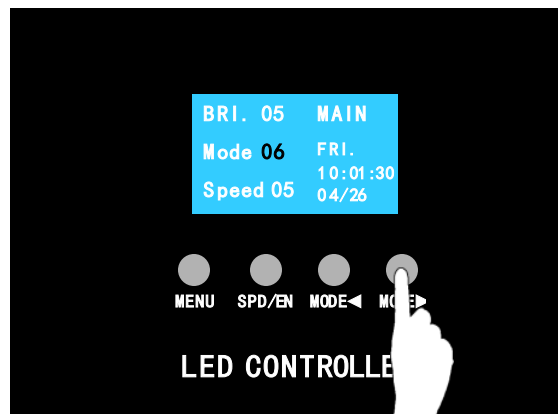 BRI. 05 MAIN
Mode 06 FRI.
10:01:30
Speed 05 04/26
MENU SPD/EN MODE◀ MODE▶
LED CONTROLLE